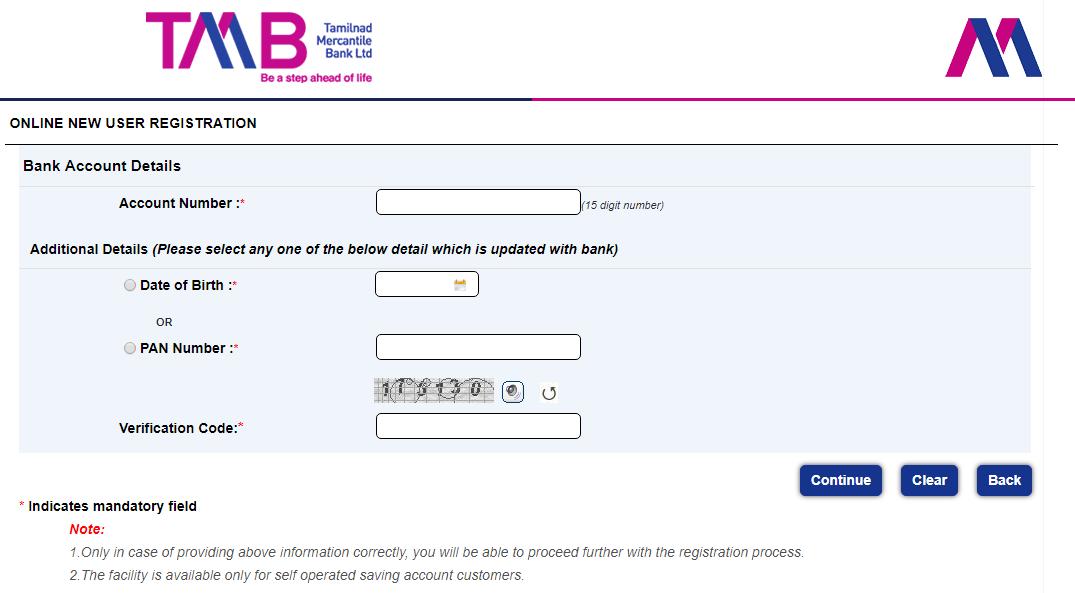 TMB
Tamilnad
Mercantile
Bank Ltd
Be a step ahead of life
ONLINE NEW USER REGISTRATION
Bank Account Details
Account Number :*
(15 digit number)
Additional Details (Please select any one of the below detail which is updated with bank)
Date of Birth :*
OR
PAN Number :*
Verification Code:*
Continue Clear Back
* Indicates mandatory field
Note:
1.Only in case of providing above information correctly, you will be able to proceed further with the registration process.
2.The facility is available only for self operated saving account customers.